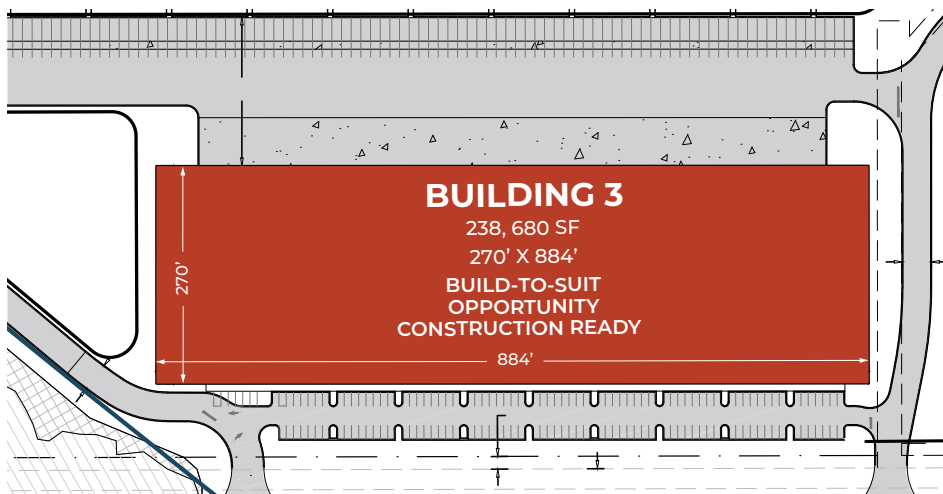 BUILDING 3
238, 680 SF
270’ X 884’
BUILD-TO-SUIT
OPPORTUNITY
CONSTRUCTION READY
270’
884’